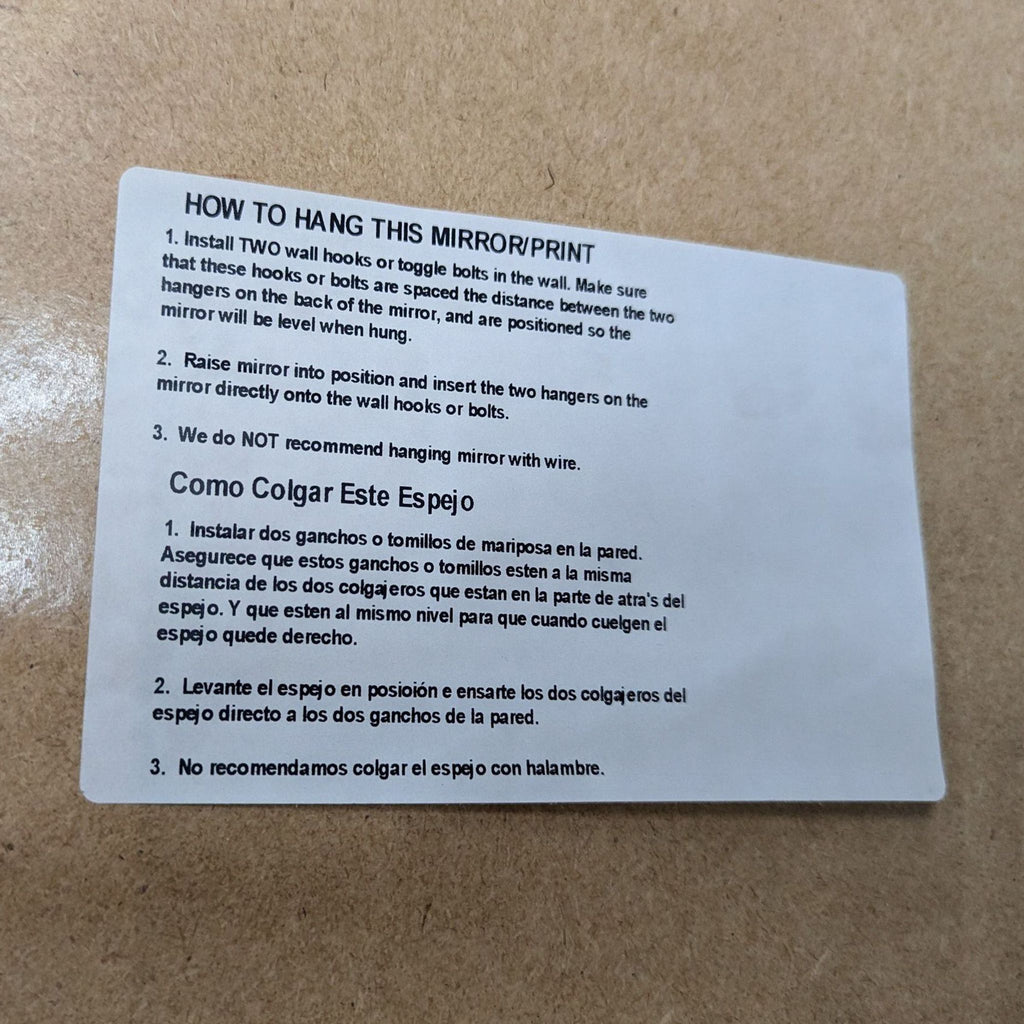 HOW TO HANG THIS MIRROR/PRINT
1. Install TWO wall hooks or toggle bolts in the wall. Make sure
that these hooks or bolts are spaced the distance between the two
hangers on the back of the mirror, and are positioned so the
mirror will be level when hung.
2. Raise mirror into position and insert the two hangers on the
mirror directly onto the wall hooks or bolts.
3. We do NOT recommend hanging mirror with wire.
Como Colgar Este Espejo
1. Instalar dos ganchos o tomillos de mariposa en la pared.
Asegurece que estos ganchos o tomillos esten a la misma
distancia de los dos colgajeros que estan en la parte de atra's del
espejo. Y que esten al mismo nivel para que cuando cuelgen el
espejo quede derecho.
2. Levante el espejo en posioión e ensarte los dos colgajeros del
espejo directo a los dos ganchos de la pared.
3. No recomendamos colgar el espejo con halambre.